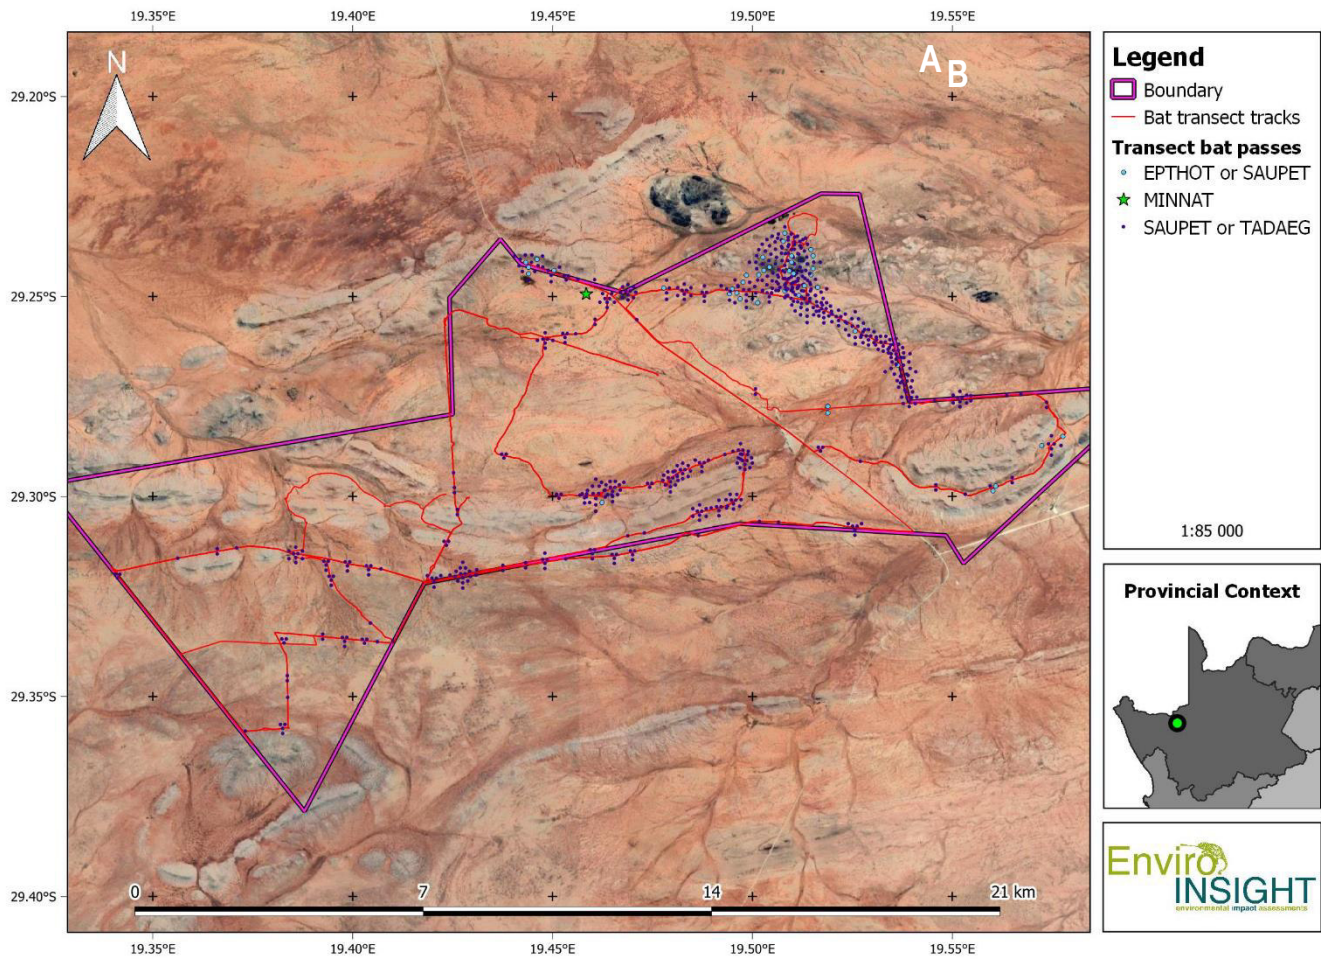 19.35°E 19.40°E 19.45°E 19.50°E 19.55°E
N
A B
29.20°S
29.25°S
29.30°S
29.35°S
29.40°S
0 7 14 21 km
19.35°E 19.40°E 19.45°E 19.50°E 19.55°E
Legend
Boundary
Bat transect tracks
Transect bat passes
EPTHOT or SAUPET
MINNAT
SAUPET or TADAEG
1:85 000
Provincial Context
Enviro
INSIGHT
environmental impact assessments